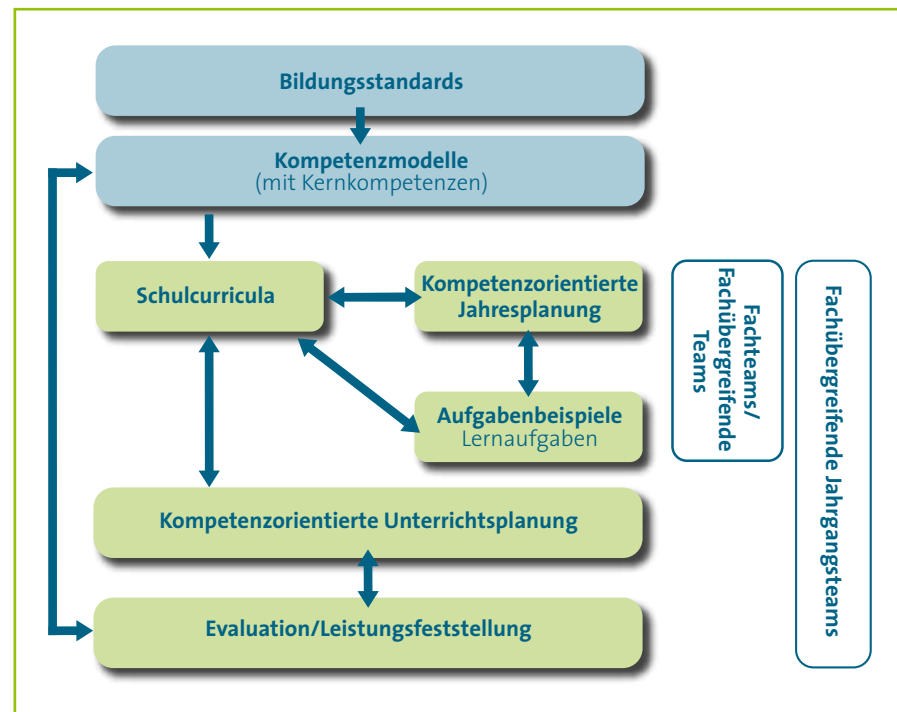 Bildungsstandards
Kompetenzmodelle
(mit Kernkompetenzen)
Schulcurricula
Kompetenzorientierte
Jahresplanung
Aufgabenbeispiele
Lernaufgaben
Kompetenzorientierte Unterrichtsplanung
Evaluation/Leistungsfeststellung
Fachteams/
Fachübergreifende
Teams
Fachübergreifende Jahrgangsteams